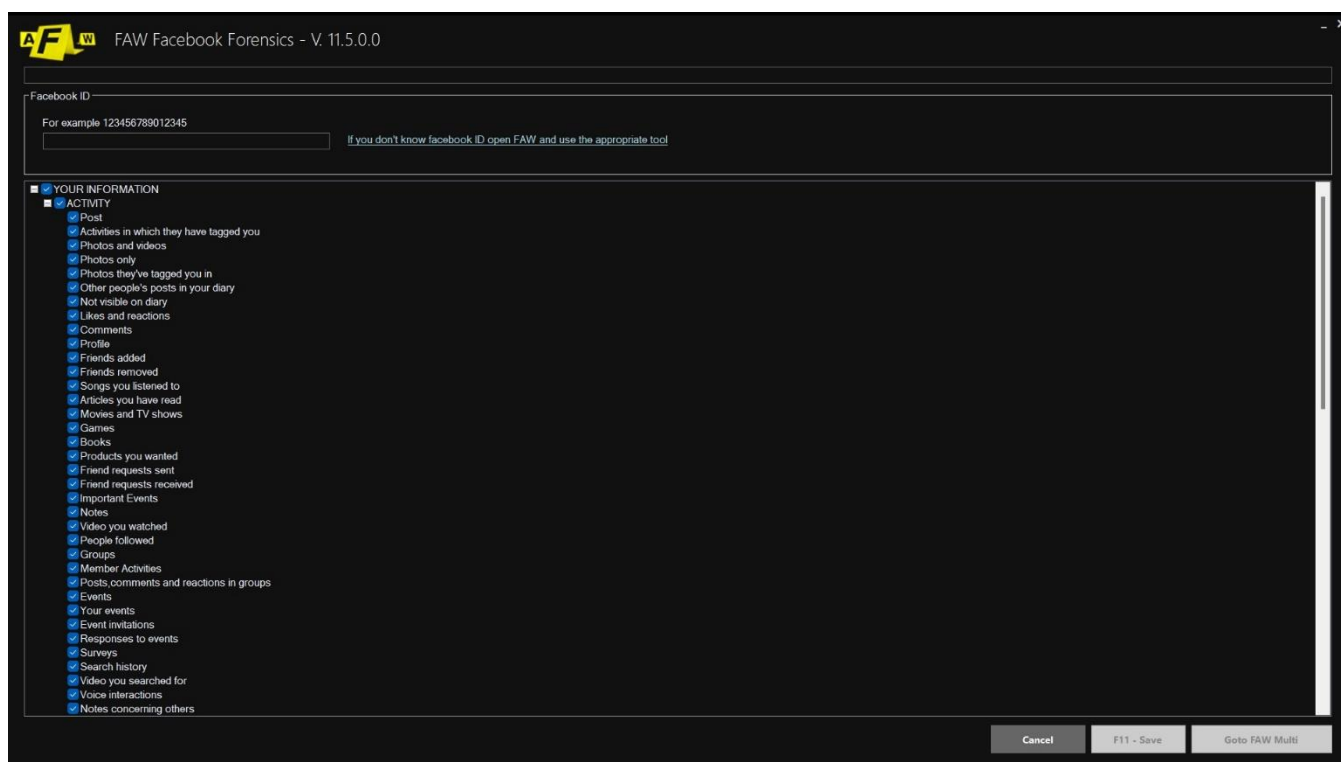 A F W FAW Facebook Forensics - V. 11.5.0.0
Facebook ID
For example 123456789012345
If you don't know facebook ID open FAW and use the appropriate tool
YOUR INFORMATION
ACTIVITY
Post
Activities in which they have tagged you
Photos and videos
Photos only
Photos they've tagged you in
Other people's posts in your diary
Not visible on diary
Likes and reactions
Comments
Profile
Friends added
Friends removed
Songs you listened to
Articles you have read
Movies and TV shows
Games
Books
Products you wanted
Friend requests sent
Friend requests received
Important Events
Notes
Video you watched
People followed
Groups
Member Activities
Posts,comments and reactions in groups
Events
Your events
Event invitations
Responses to events
Surveys
Search history
Video you searched for
Voice interactions
Notes concerning others
Cancel F11 - Save Goto FAW Multi